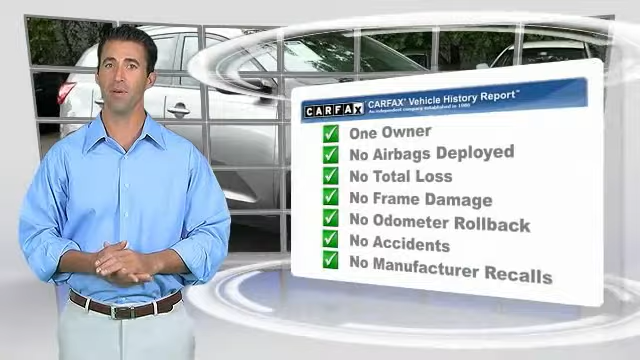 CARFAX CARFAX® Vehicle History Report™
An independent company established in 1986
One Owner
No Airbags Deployed
No Total Loss
No Frame Damage
No Odometer Rollback
No Accidents
No Manufacturer Recalls